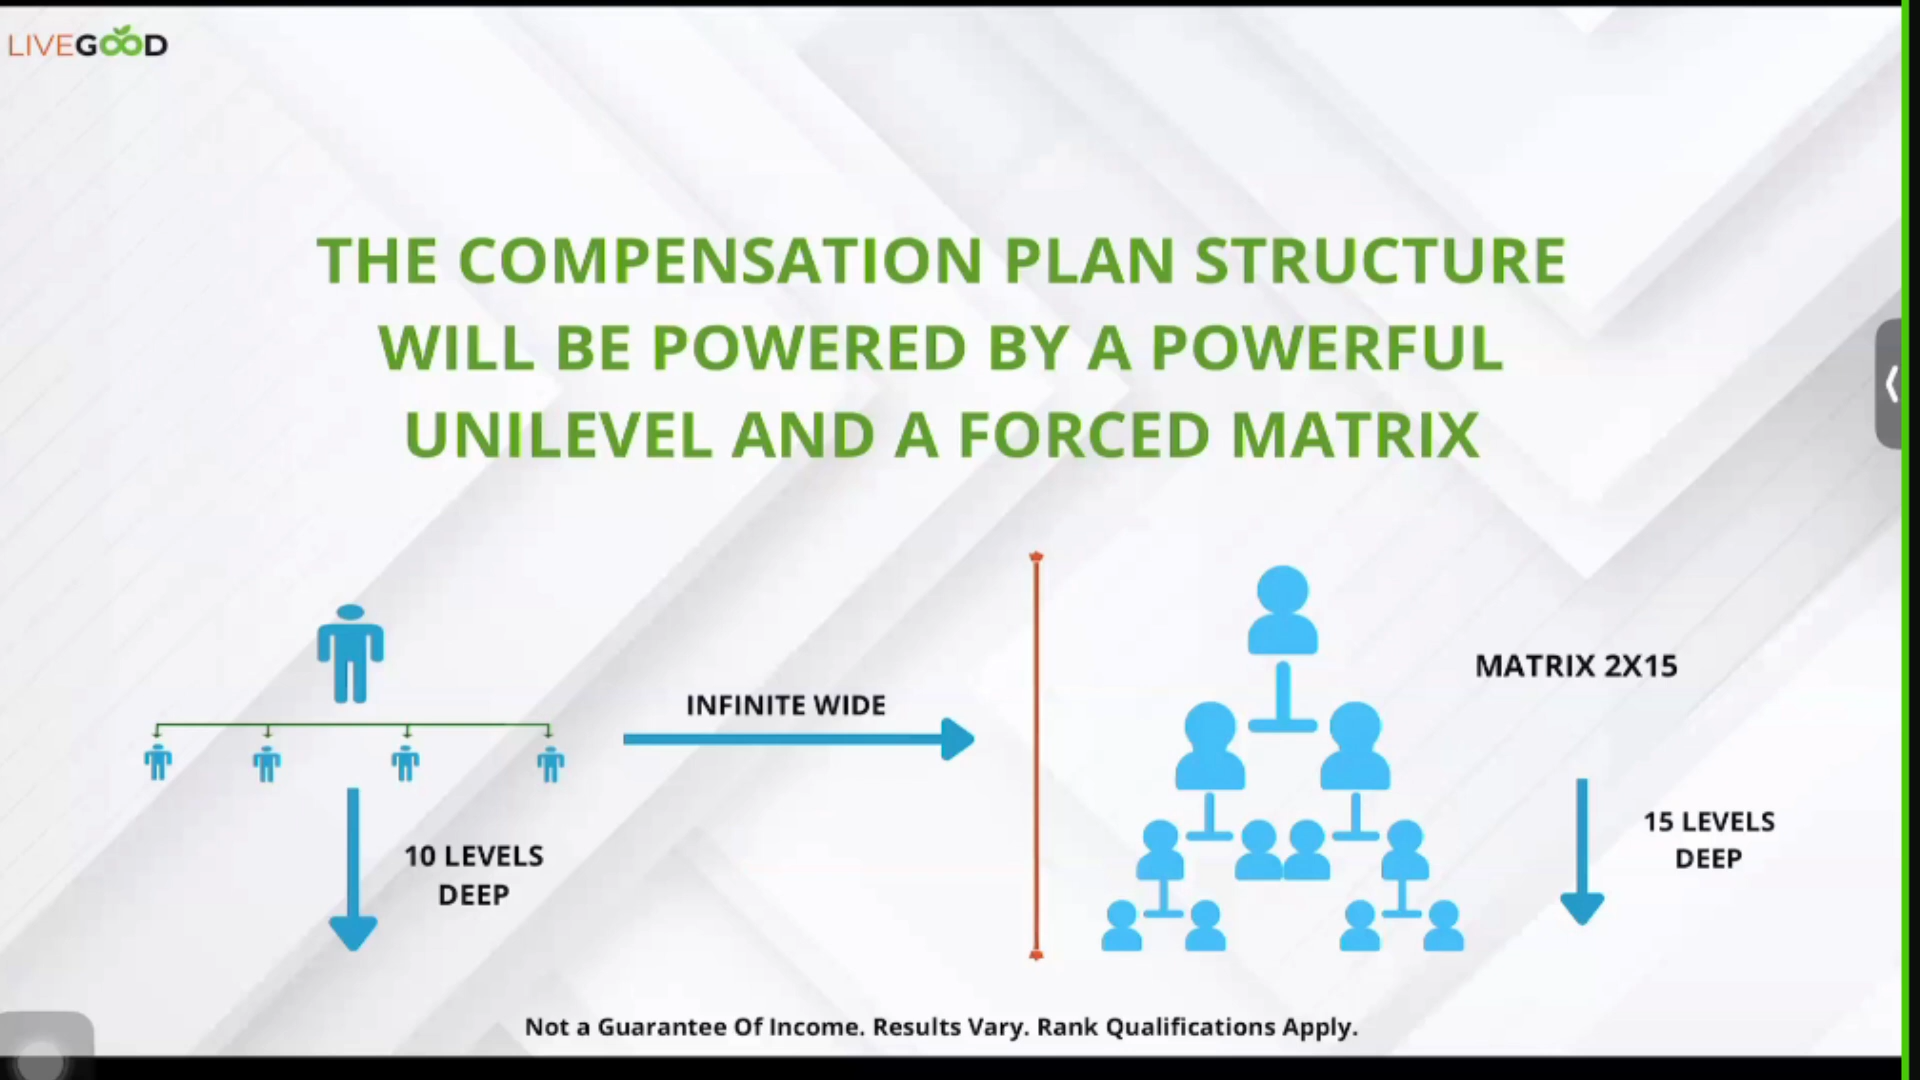 LIVEGOOD
THE COMPENSATION PLAN STRUCTURE
WILL BE POWERED BY A POWERFUL
UNILEVEL AND A FORCED MATRIX
INFINITE WIDE
10 LEVELS
DEEP
MATRIX 2X15
15 LEVELS
DEEP
Not a Guarantee Of Income. Results Vary. Rank Qualifications Apply.